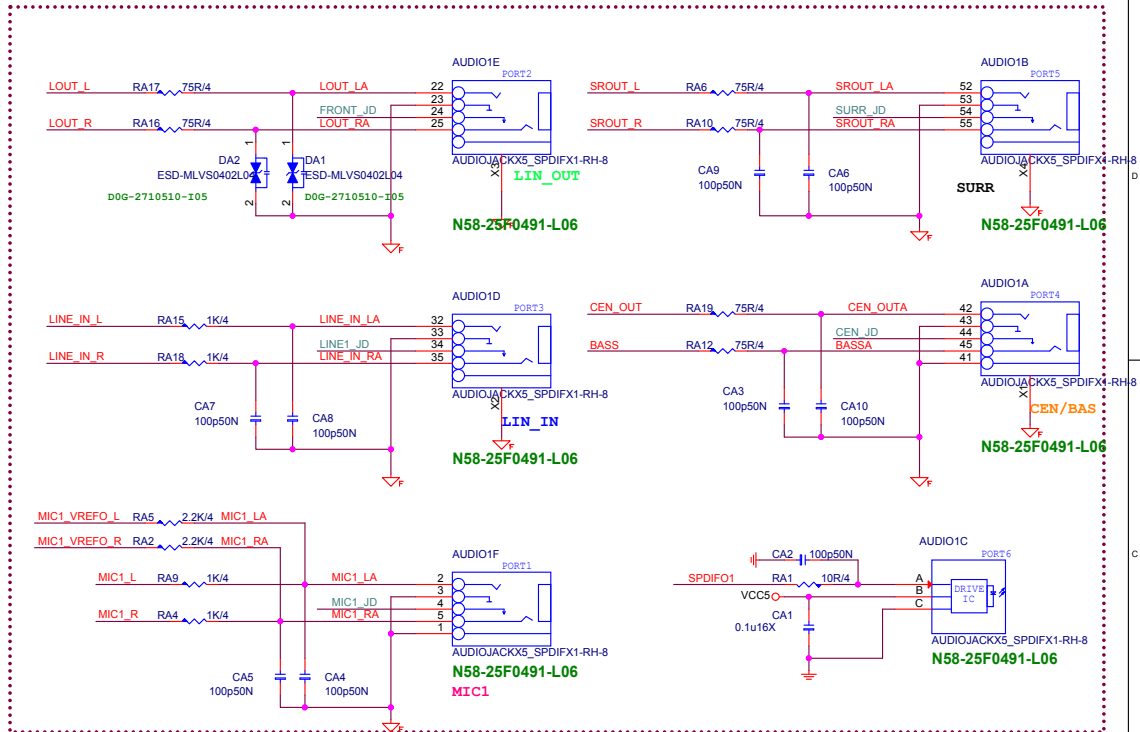 AUDIO1E
PORT2
LOUT_L RA17 75R/4 LOUT_LA 22
23
FRONT_JD 24
LOUT_R RA16 75R/4 LOUT_RA 25
1 1
DA2 DA1
ESD-MLVS0402L04 ESD-MLVS0402L04
D0G-2710510-I05 D0G-2710510-I05
2 2
AUDIOJACKX5_SPDIFX1-RH-8
X3
LIN_OUT
F
F
N58-25F0491-L06
AUDIO1B
PORT5
SROUT_L RA6 75R/4 SROUT_LA 52
53
SURR_JD 54
SROUT_R RA10 75R/4 SROUT_RA 55
CA9
100p50N
CA6
100p50N
AUDIOJACKX5_SPDIFX1-RH-8
X4
SURR
F
F
N58-25F0491-L06
D
AUDIO1D
PORT3
LINE_IN_L RA15 1K/4 LINE_IN_LA 32
33
LINE1_JD 34
LINE_IN_R RA18 1K/4 LINE_IN_RA 35
CA7
100p50N
CA8
100p50N
AUDIOJACKX5_SPDIFX1-RH-8
X2
LIN_IN
F
F
N58-25F0491-L06
AUDIO1A
PORT4
CEN_OUT RA19 75R/4 CEN_OUTA 42
43
CEN_JD 44
BASS RA12 75R/4 BASSA 45
41
CA3
100p50N
CA10
100p50N
AUDIOJACKX5_SPDIFX1-RH-8
X1
CEN/BAS
F
F
N58-25F0491-L06
MIC1_VREFO_L RA5 2.2K/4 MIC1_LA
MIC1_VREFO_R RA2 2.2K/4 MIC1_RA
AUDIO1F
PORT1
MIC1_L RA9 1K/4 MIC1_LA 2
3
MIC1_JD 4
MIC1_R RA4 1K/4 MIC1_RA 5
1
CA5
100p50N
CA4
100p50N
AUDIOJACKX5_SPDIFX1-RH-8
N58-25F0491-L06
MIC1
F
AUDIO1C
PORT6
CA2 100p50N
SPDIFO1 RA1 10R/4 A
VCC5 B
C
DRIVE
IC
CA1
0.1u16X
AUDIOJACKX5_SPDIFX1-RH-8
N58-25F0491-L06
C